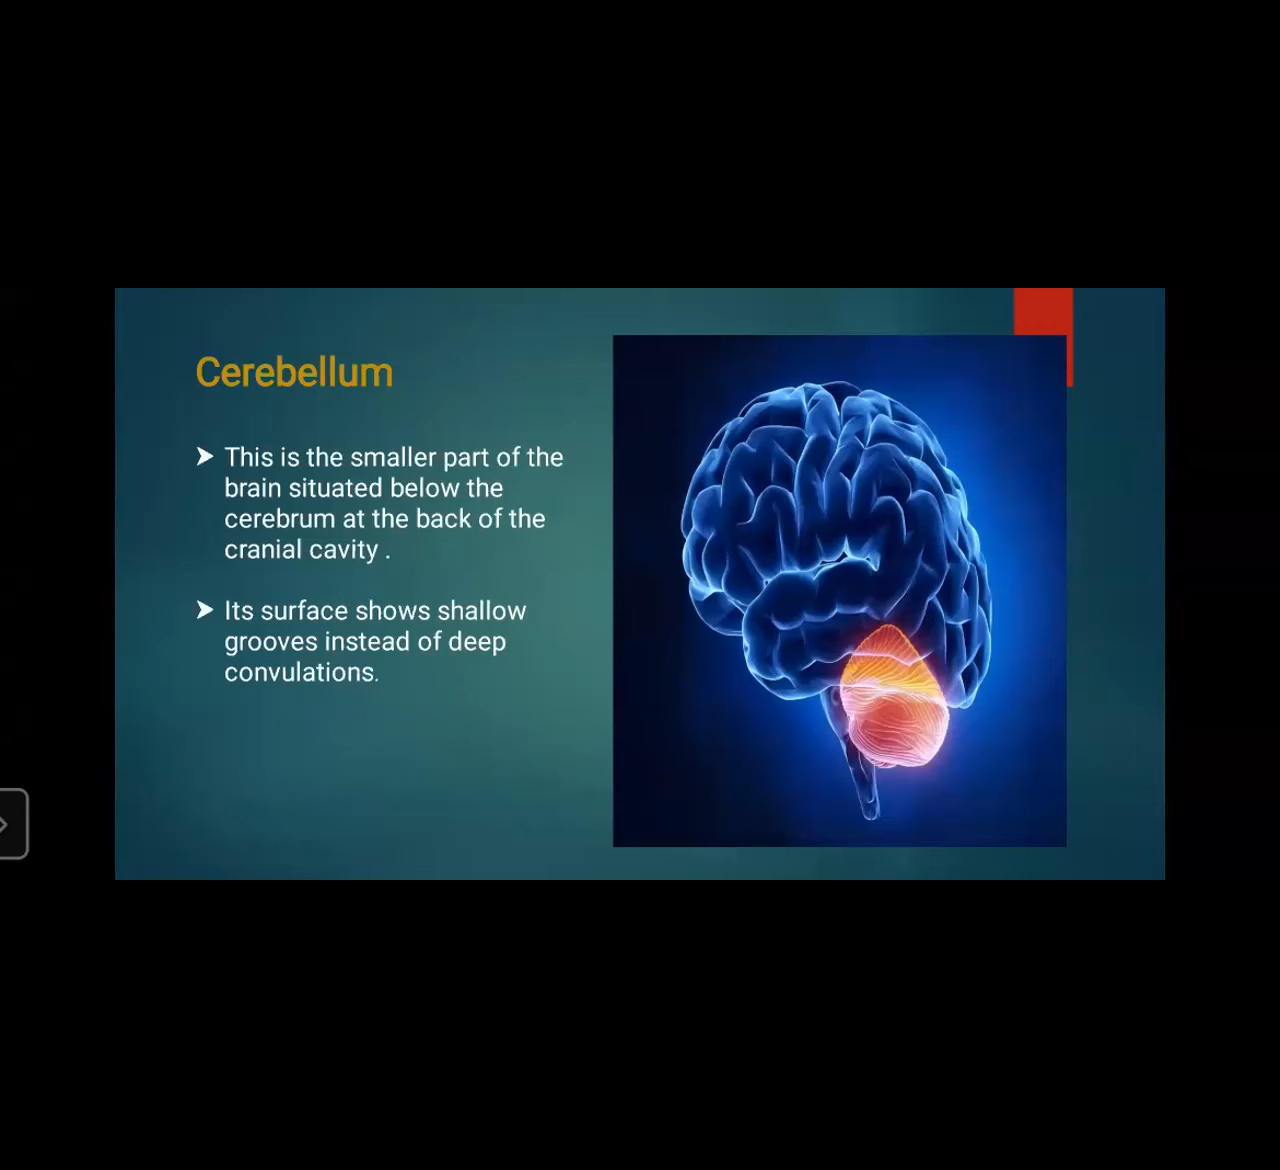 Cerebellum
This is the smaller part of the
brain situated below the
cerebrum at the back of the
cranial cavity .
Its surface shows shallow
grooves instead of deep
convulations.